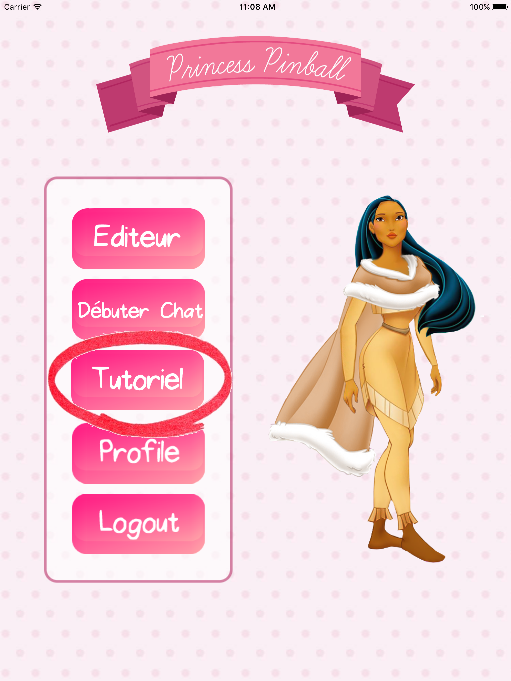 Carrier 11:08 AM 100%
Princess Pinball
Editeur
Débuter Chat
Tutoriel
Profile
Logout